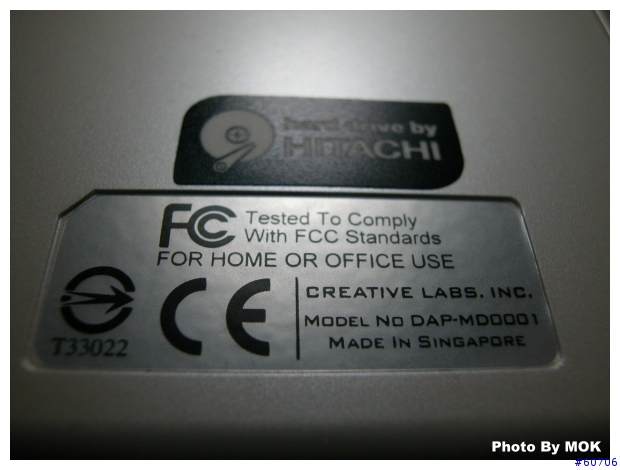 hard drive by
HITACHI
FC Tested To Comply
With FCC Standards
FOR HOME OR OFFICE USE
CE
CREATIVE LABS, INC.
MODEL NO DAP-MD0001
MADE IN SINGAPORE
T33022
Photo By MOK
#60706